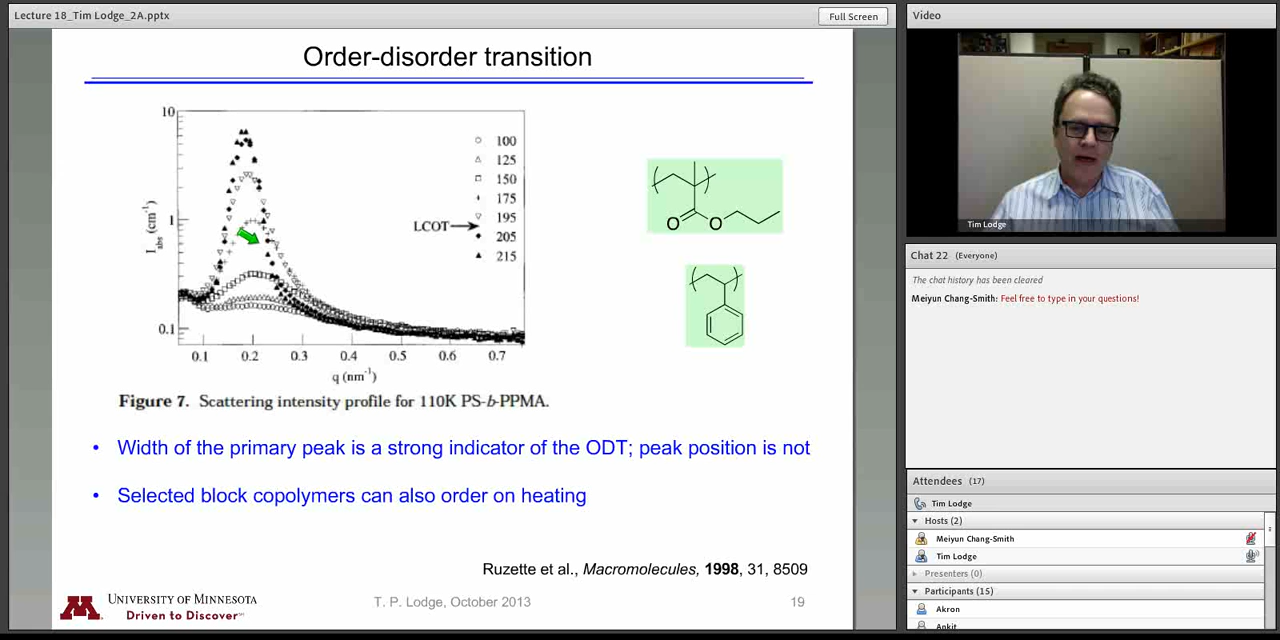 Lecture 18_Tim Lodge_2A.pptx
Full Screen
Order-disorder transition
10
1
0.1
I abs (cm⁻¹)
100
125
150
175
195
LCOT
205
215
0.1 0.2 0.3 0.4 0.5 0.6 0.7
q (nm⁻¹)
O
O
Figure 7. Scattering intensity profile for 110K PS-b-PPMA.
• Width of the primary peak is a strong indicator of the ODT; peak position is not
• Selected block copolymers can also order on heating
Ruzette et al., Macromolecules, 1998, 31, 8509
M
UNIVERSITY OF MINNESOTA
Driven to Discover℠
T. P. Lodge, October 2013
19
Video
Tim Lodge
Chat 22 (Everyone)
The chat history has been cleared
Meiyun Chang-Smith: Feel free to type in your questions!
Attendees (17)
Tim Lodge
Hosts (2)
Meiyun Chang-Smith
Tim Lodge
Presenters (0)
Participants (15)
Akron
Ankit